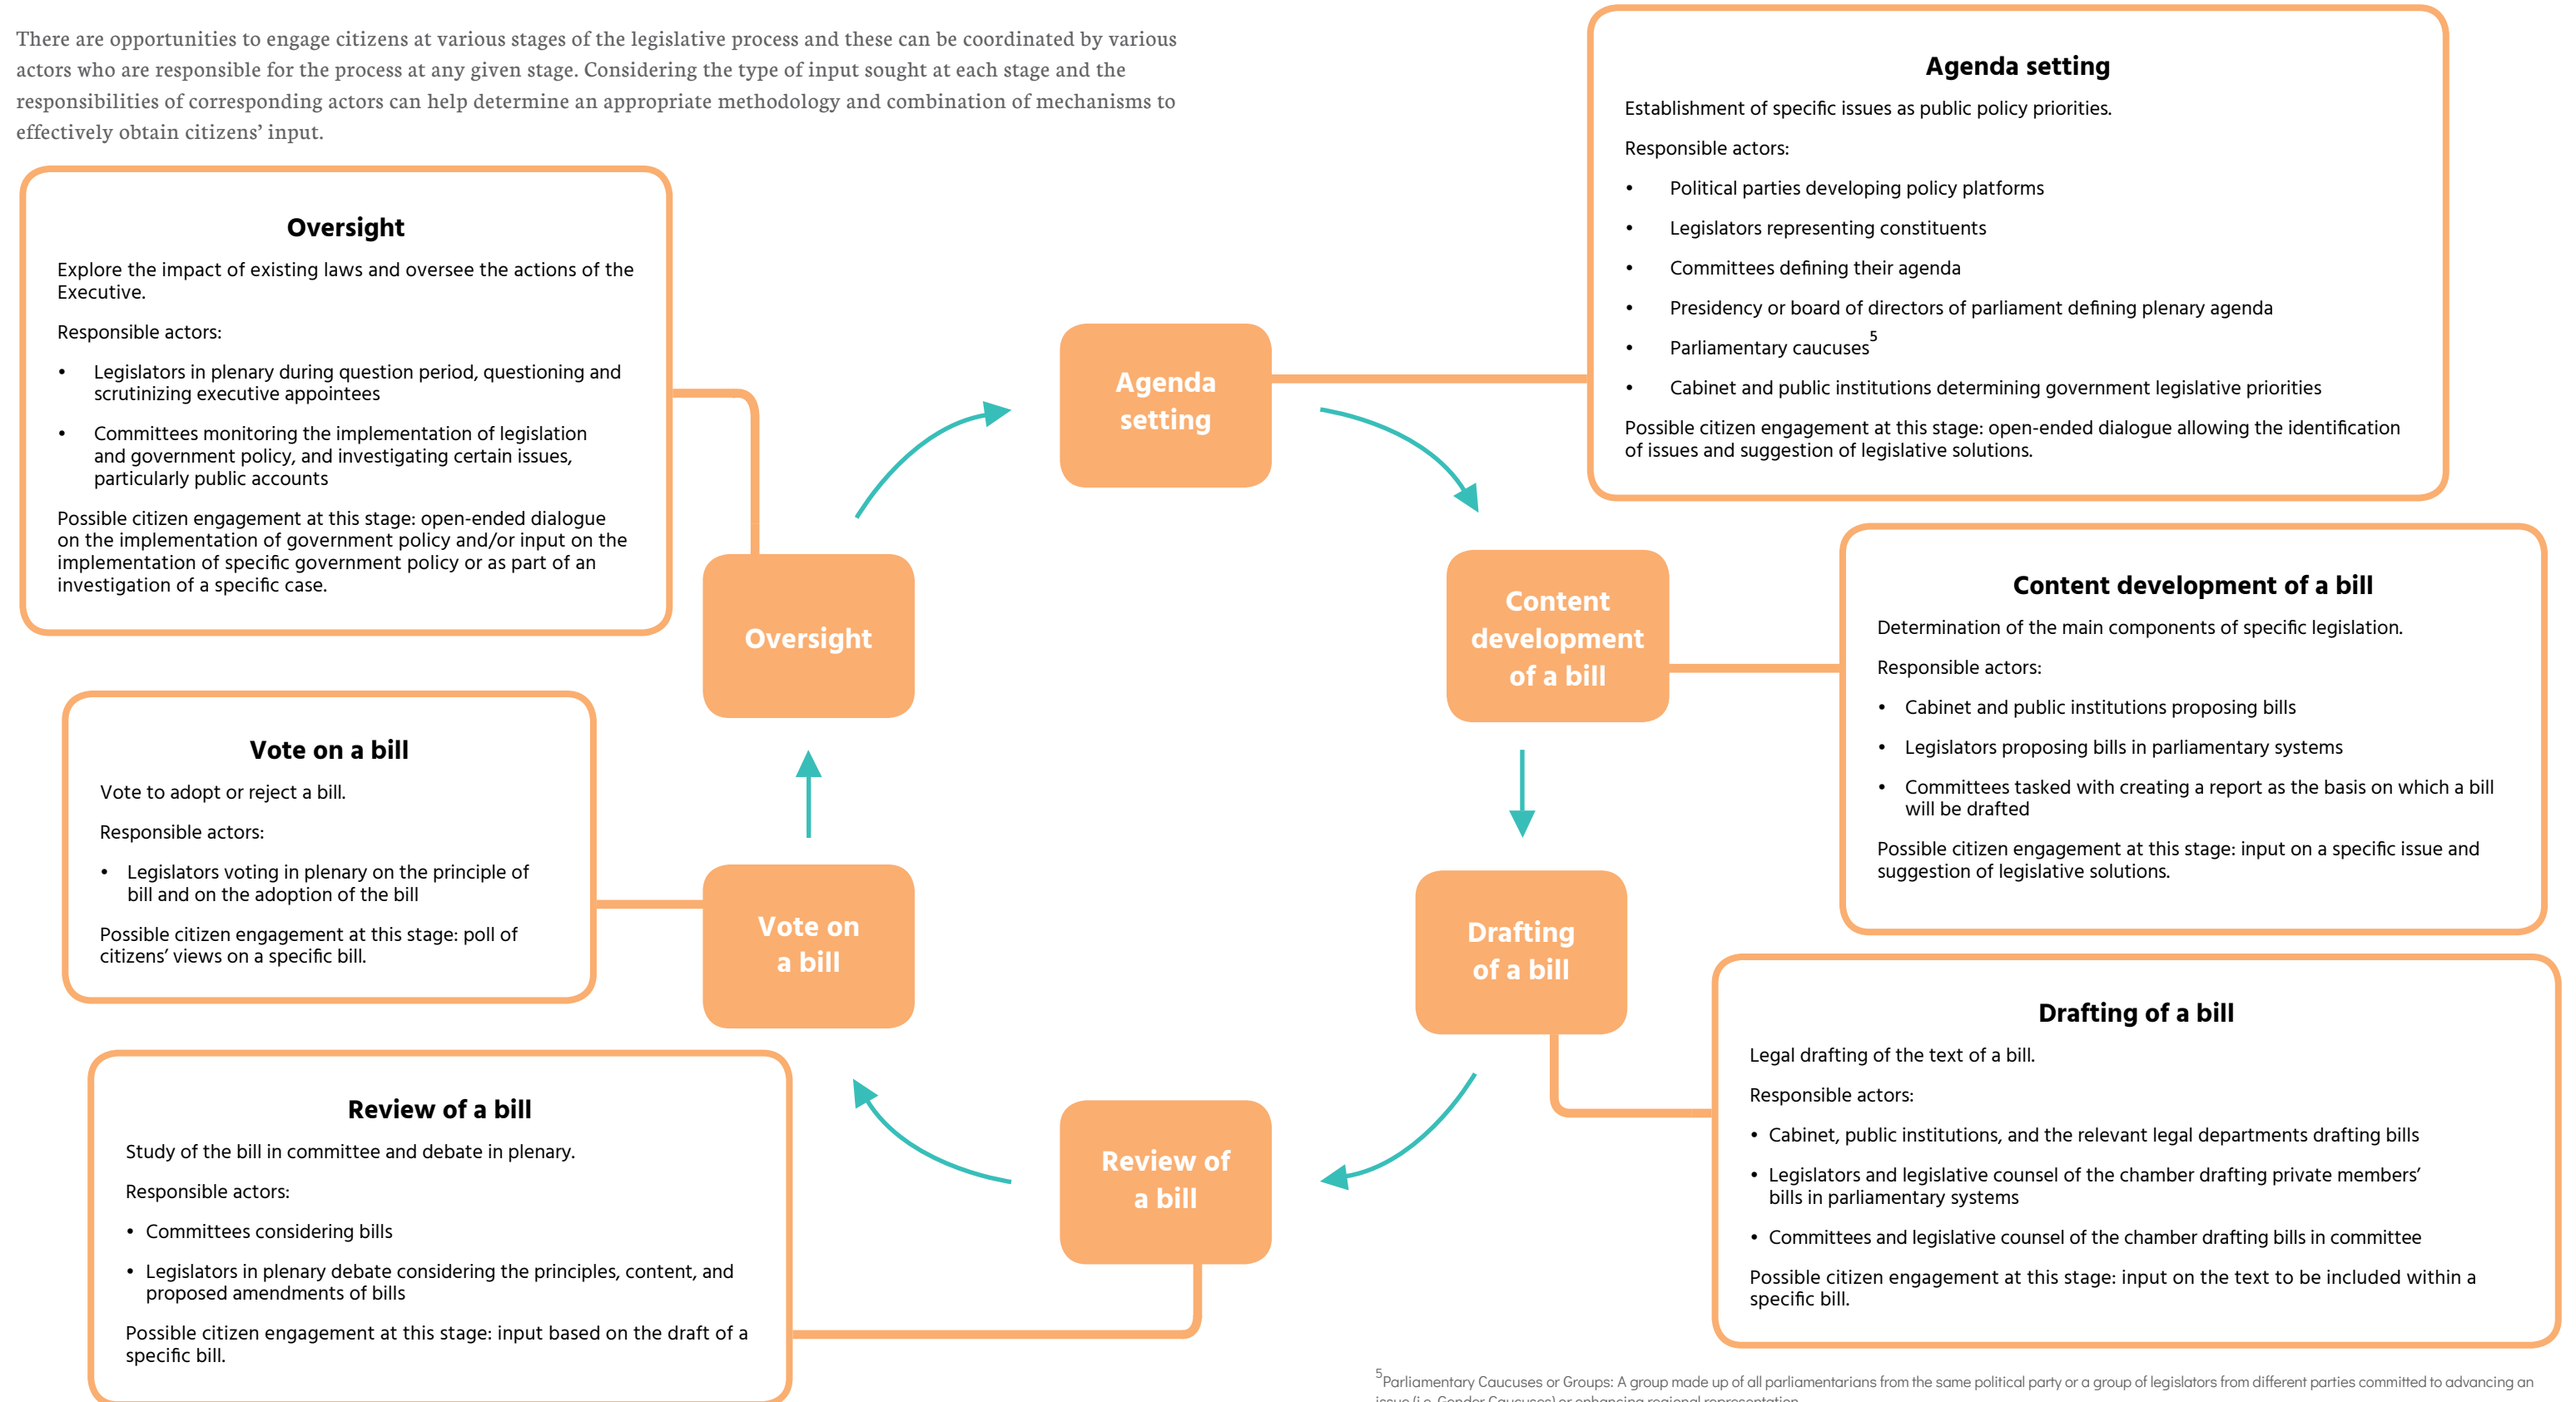 There are opportunities to engage citizens at various stages of the legislative process and these can be coordinated by various
actors who are responsible for the process at any given stage. Considering the type of input sought at each stage and the
responsibilities of corresponding actors can help determine an appropriate methodology and combination of mechanisms to
effectively obtain citizens’ input.
Agenda setting
Establishment of specific issues as public policy priorities.
Responsible actors:
• Political parties developing policy platforms
• Legislators representing constituents
• Committees defining their agenda
• Presidency or board of directors of parliament defining plenary agenda
• Parliamentary caucuses5
• Cabinet and public institutions determining government legislative priorities
Possible citizen engagement at this stage: open-ended dialogue allowing the identification
of issues and suggestion of legislative solutions.
Oversight
Explore the impact of existing laws and oversee the actions of the
Executive.
Responsible actors:
• Legislators in plenary during question period, questioning and
scrutinizing executive appointees
• Committees monitoring the implementation of legislation
and government policy, and investigating certain issues,
particularly public accounts
Possible citizen engagement at this stage: open-ended dialogue
on the implementation of government policy and/or input on the
implementation of specific government policy or as part of an
investigation of a specific case.
Agenda
setting
Content
development
of a bill
Oversight
Content development of a bill
Determination of the main components of specific legislation.
Responsible actors:
• Cabinet and public institutions proposing bills
• Legislators proposing bills in parliamentary systems
• Committees tasked with creating a report as the basis on which a bill
will be drafted
Possible citizen engagement at this stage: input on a specific issue and
suggestion of legislative solutions.
Vote on a bill
Vote to adopt or reject a bill.
Responsible actors:
• Legislators voting in plenary on the principle of
bill and on the adoption of the bill
Possible citizen engagement at this stage: poll of
citizens’ views on a specific bill.
Vote on
a bill
Drafting
of a bill
Drafting of a bill
Legal drafting of the text of a bill.
Responsible actors:
• Cabinet, public institutions, and the relevant legal departments drafting bills
• Legislators and legislative counsel of the chamber drafting private members’
bills in parliamentary systems
• Committees and legislative counsel of the chamber drafting bills in committee
Possible citizen engagement at this stage: input on the text to be included within a
specific bill.
Review of a bill
Study of the bill in committee and debate in plenary.
Responsible actors:
• Committees considering bills
• Legislators in plenary debate considering the principles, content, and
proposed amendments of bills
Possible citizen engagement at this stage: input based on the draft of a
specific bill.
Review of
a bill
5Parliamentary Caucuses or Groups: A group made up of all parliamentarians from the same political party or a group of legislators from different parties committed to advancing an
issue (i.e. Gender Caucuses) or enhancing regional representation